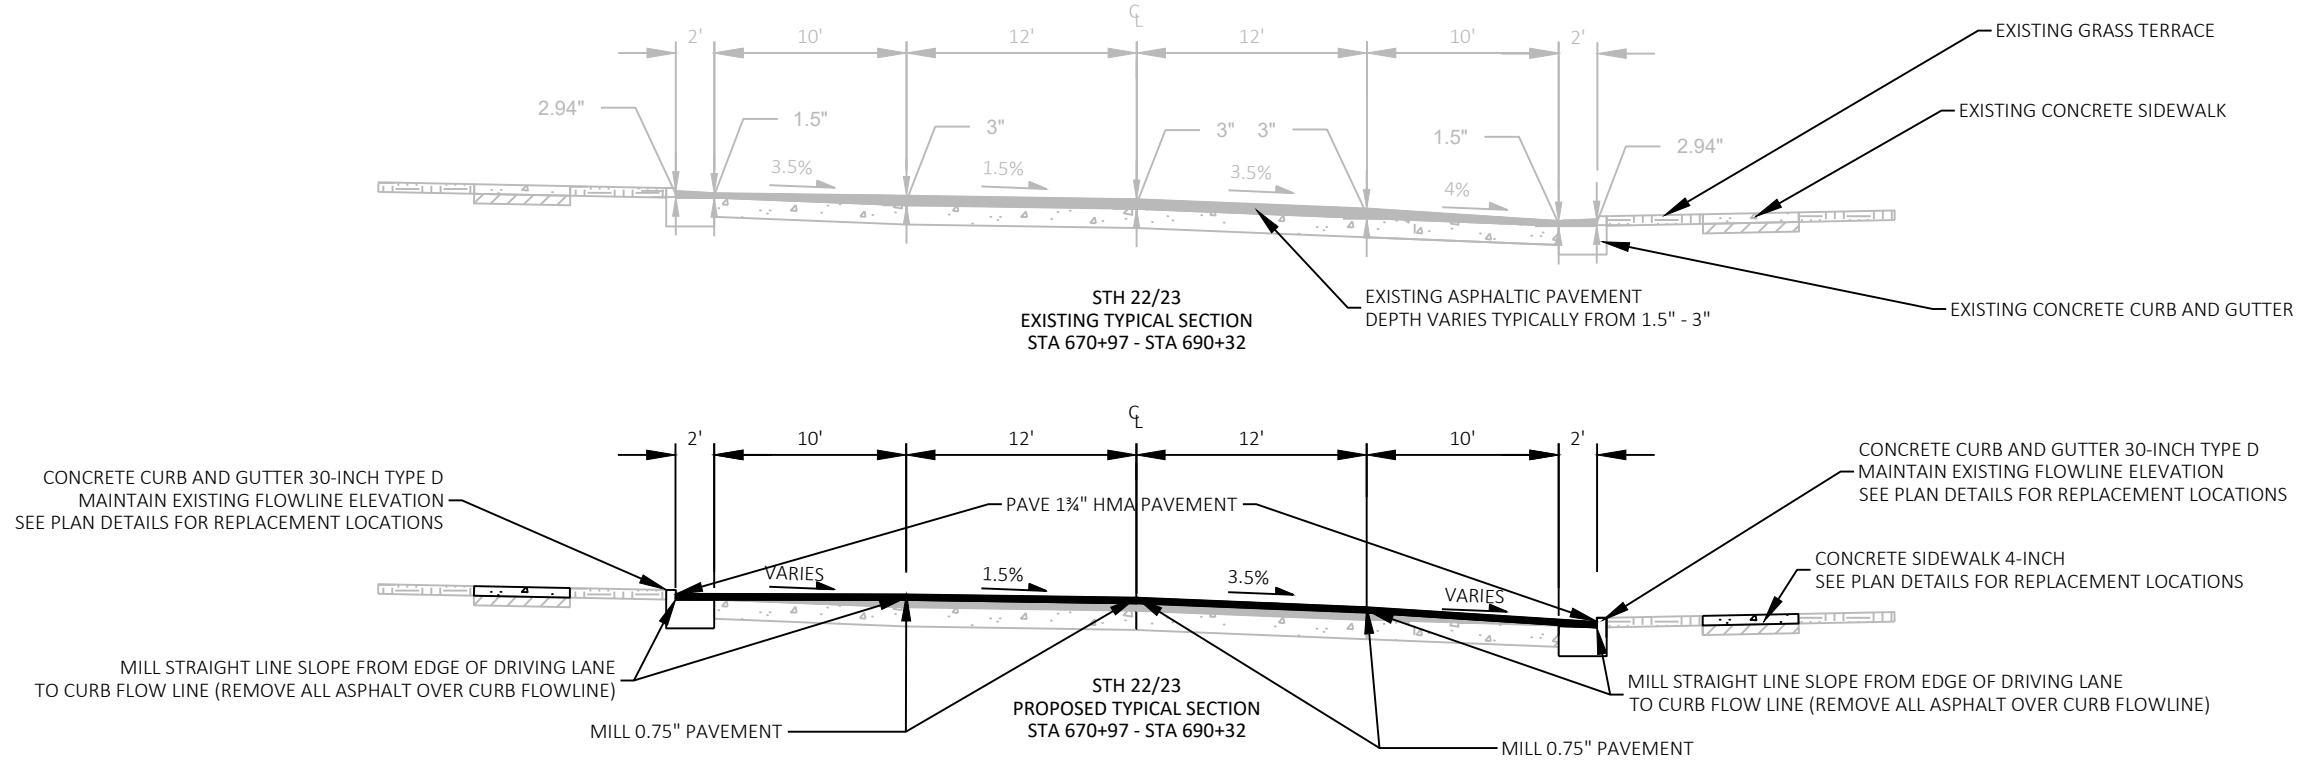 ℄
2' 10' 12' 12' 10' 2'
EXISTING GRASS TERRACE
2.94"
1.5"
3"
3" 3"
1.5"
2.94"
EXISTING CONCRETE SIDEWALK
3.5%
1.5%
3.5%
4%
STH 22/23
EXISTING TYPICAL SECTION
STA 670+97 - STA 690+32
EXISTING ASPHALTIC PAVEMENT
DEPTH VARIES TYPICALLY FROM 1.5" - 3"
EXISTING CONCRETE CURB AND GUTTER
℄
2' 10' 12' 12' 10' 2'
CONCRETE CURB AND GUTTER 30-INCH TYPE D
MAINTAIN EXISTING FLOWLINE ELEVATION
SEE PLAN DETAILS FOR REPLACEMENT LOCATIONS
PAVE 1¾" HMA PAVEMENT
CONCRETE CURB AND GUTTER 30-INCH TYPE D
MAINTAIN EXISTING FLOWLINE ELEVATION
SEE PLAN DETAILS FOR REPLACEMENT LOCATIONS
VARIES
1.5%
3.5%
VARIES
CONCRETE SIDEWALK 4-INCH
SEE PLAN DETAILS FOR REPLACEMENT LOCATIONS
MILL STRAIGHT LINE SLOPE FROM EDGE OF DRIVING LANE
TO CURB FLOW LINE (REMOVE ALL ASPHALT OVER CURB FLOWLINE)
MILL 0.75" PAVEMENT
STH 22/23
PROPOSED TYPICAL SECTION
STA 670+97 - STA 690+32
MILL STRAIGHT LINE SLOPE FROM EDGE OF DRIVING LANE
TO CURB FLOW LINE (REMOVE ALL ASPHALT OVER CURB FLOWLINE)
MILL 0.75" PAVEMENT